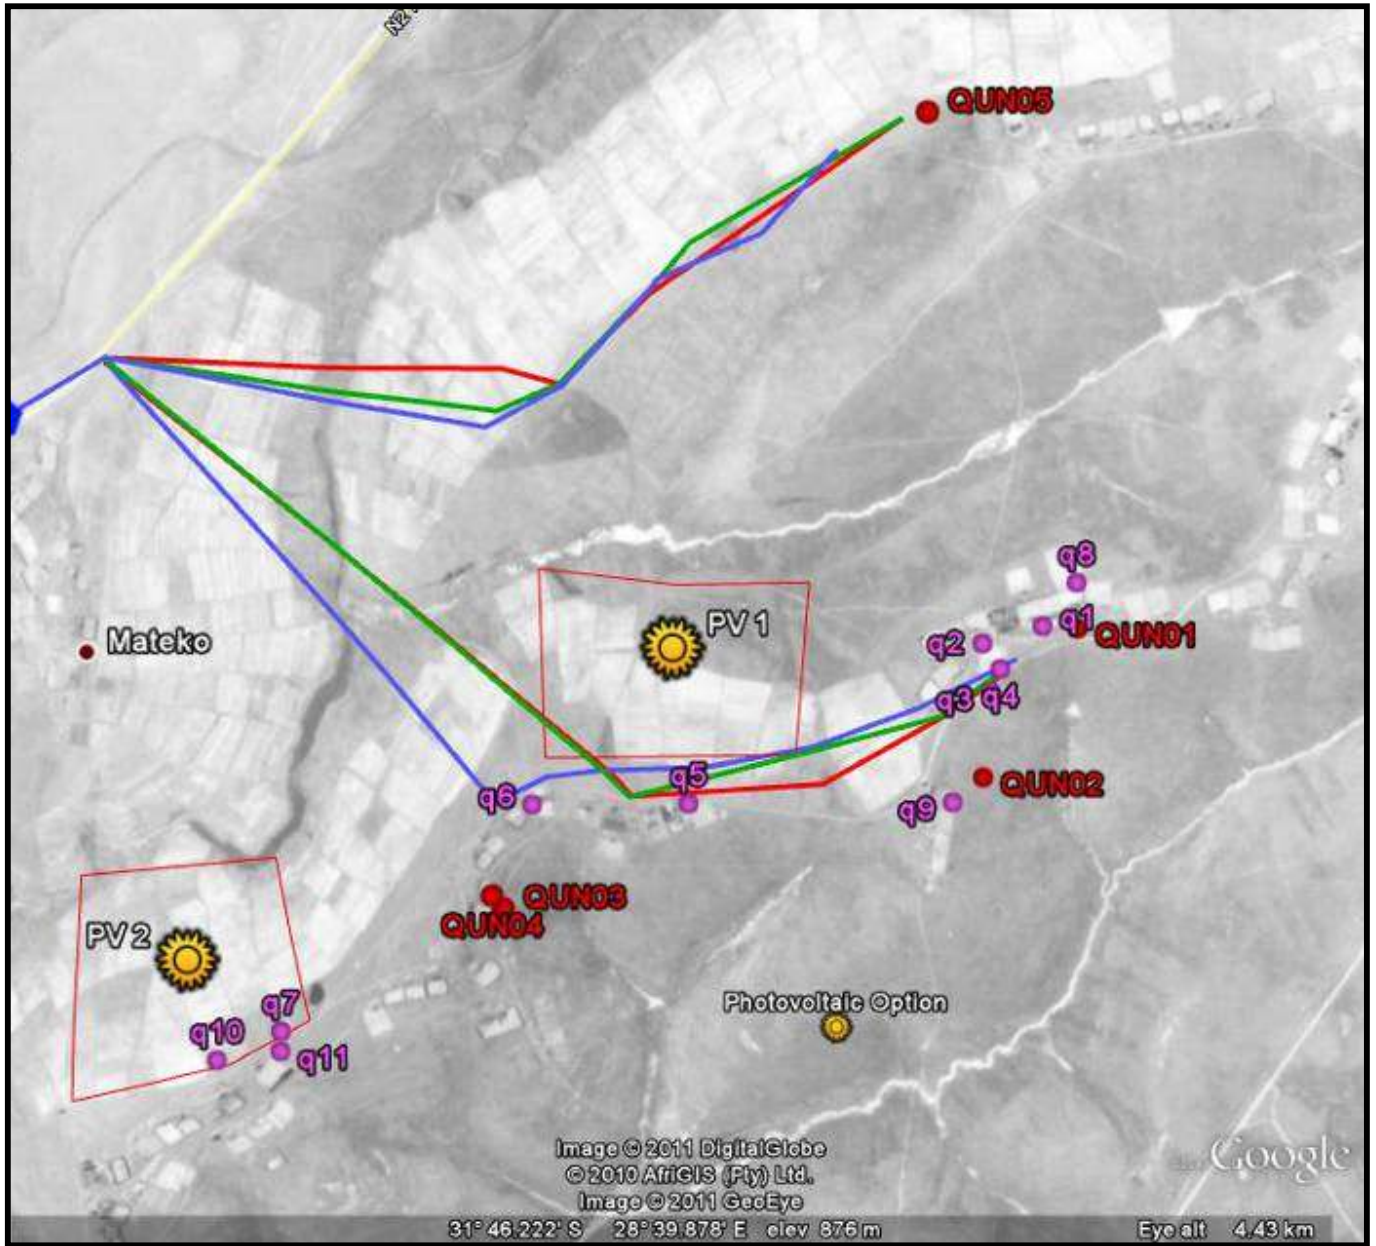 N2
QUN05
q8
q1
QUN01
q2
PV 1
Mateko
q3 q4
q5
q6
QUN02
q9
QUN03
QUN04
PV 2
q7
q10
q11
Photovoltaic Option
Image © 2011 DigitalGlobe
© 2010 AfriGIS (Pty) Ltd.
Image © 2011 GeoEye
Google
31° 46.222' S 28° 39.878' E elev 876 m
Eye alt 4.43 km